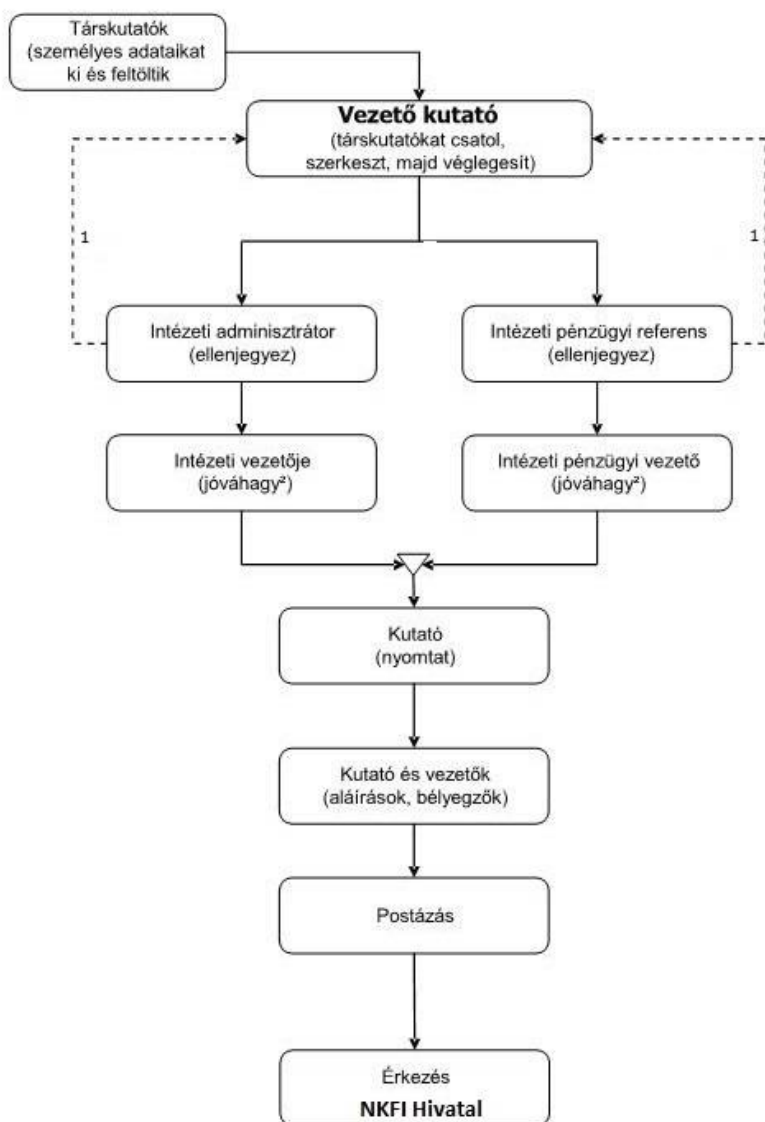 Társkutatók
(személyes adataikat
ki és feltöltik
Vezető kutató
(társkutatókat csatol,
szerkeszt, majd véglegesít)
1
1
Intézeti adminisztrátor
(ellenjegyez)
Intézeti pénzügyi referens
(ellenjegyez)
Intézeti vezetője
(jóváhagy²)
Intézeti pénzügyi vezető
(jóváhagy²)
Kutató
(nyomtat)
Kutató és vezetők
(aláírások, bélyegzők)
Postázás
Érkezés
NKFI Hivatal